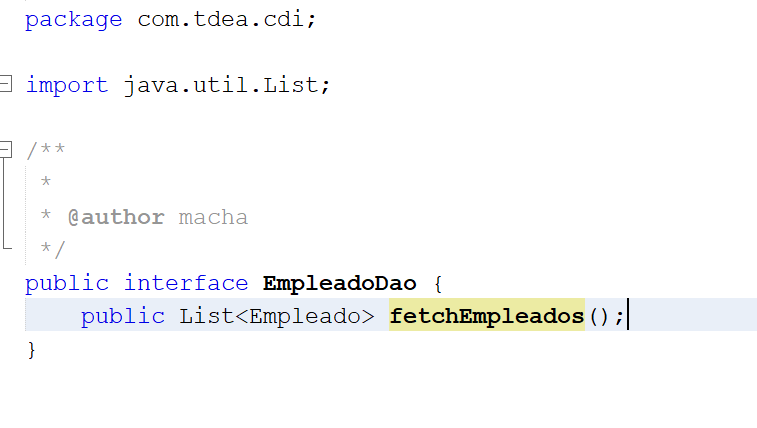 package com.tdea.cdi;
import java.util.List;
/**
*
* @author macha
*/
public interface EmpleadoDao {
public List<Empleado> fetchEmpleados();
}